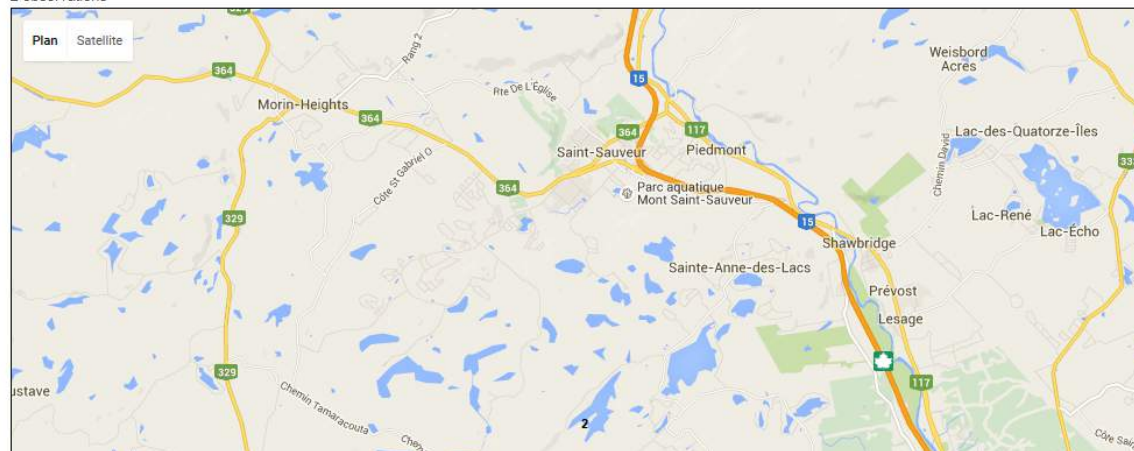 Plan Satellite
364
Rang 2
15
Weisbord
Acres
364
Morin-Heights
Rte De L'Église
364
117
Lac-des-Quatorze-Îles
Saint-Sauveur
Piedmont
Chemin David
Côte St Gabriel O
364
Parc aquatique
Mont Saint-Sauveur
329
15
Lac-René
Lac-Écho
Shawbridge
Sainte-Anne-des-Lacs
Prévost
Lesage
329
117
Chemin Tamaracouta
2